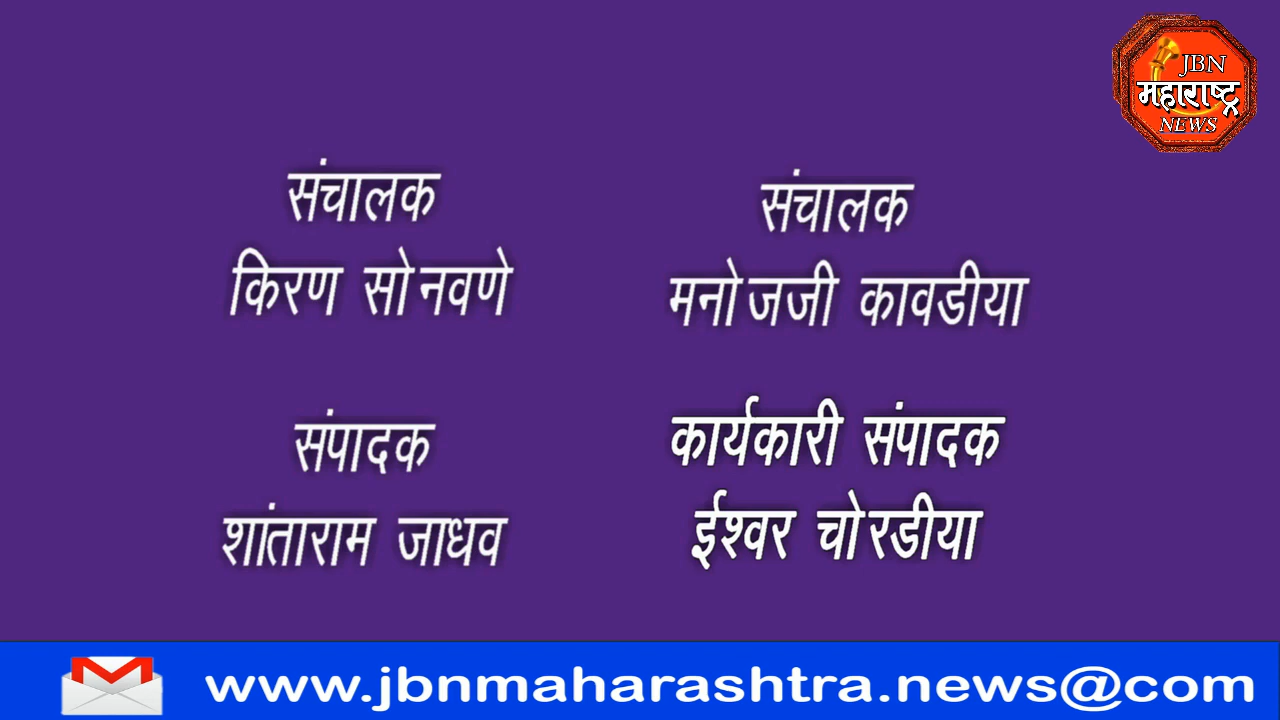 JBN
महाराष्ट्र
NEWS
संचालक
किरण सोनवणे
संचालक
मनोजजी कावडीया
संपादक
शांताराम जाधव
कार्यकारी संपादक
ईश्वर चोरडीया
www.jbnmaharashtra.news@com